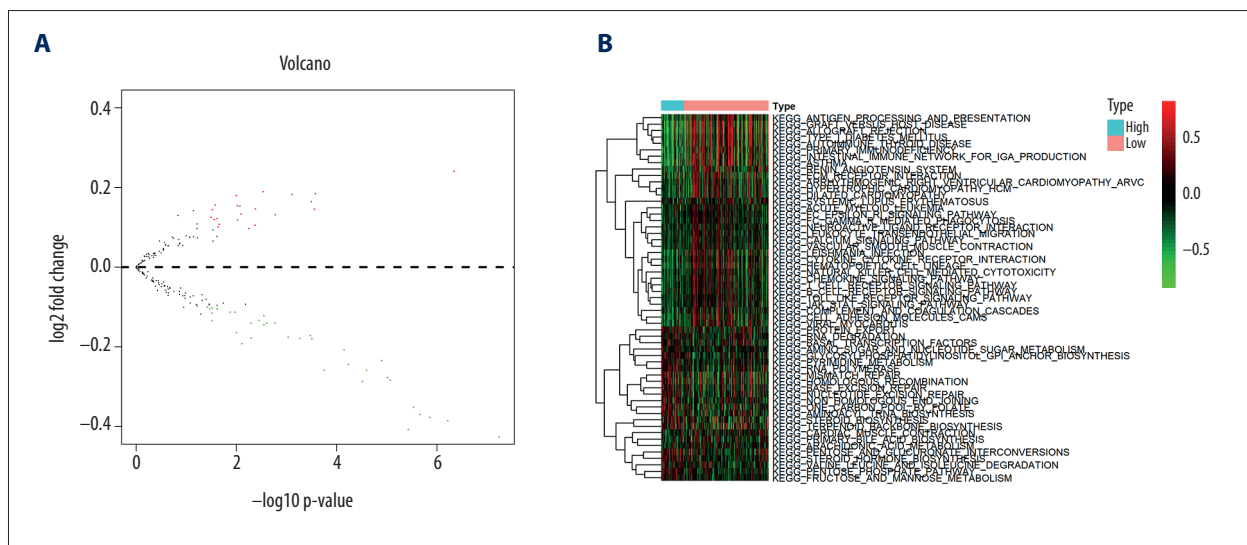 A
Volcano
0.4
0.2
0.0
−0.2
−0.4
log2 fold change
0
2
4
6
−log10 p-value
B
Type
KEGG_ANTIGEN_PROCESSING_AND_PRESENTATION
KEGG_GRAFT_VERSUS_HOST_DISEASE
KEGG_ALLOGRAFT_REJECTION
KEGG_TYPE_I_DIABETES_MELLITUS
KEGG_AUTOIMMUNE_THYROID_DISEASE
KEGG_PRIMARY_IMMUNODEFICIENCY
KEGG_INTESTINAL_IMMUNE_NETWORK_FOR_IGA_PRODUCTION
KEGG_ASTHMA
KEGG_RENIN_ANGIOTENSIN_SYSTEM
KEGG_ECM_RECEPTOR_INTERACTION
KEGG_ARRHYTHMOGENIC_RIGHT_VENTRICULAR_CARDIOMYOPATHY_ARVC
KEGG_HYPERTROPHIC_CARDIOMYOPATHY_HCM
KEGG_DILATED_CARDIOMYOPATHY
KEGG_SYSTEMIC_LUPUS_ERYTHEMATOSUS
KEGG_ACUTE_MYELOID_LEUKEMIA
KEGG_FC_EPSILON_RI_SIGNALING_PATHWAY
KEGG_FC_GAMMA_R_MEDIATED_PHAGOCYTOSIS
KEGG_NEUROACTIVE_LIGAND_RECEPTOR_INTERACTION
KEGG_LEUKOCYTE_TRANSENDOTHELIAL_MIGRATION
KEGG_CALCIUM_SIGNALING_PATHWAY
KEGG_VASCULAR_SMOOTH_MUSCLE_CONTRACTION
KEGG_LEISHMANIA_INFECTION
KEGG_CYTOKINE_CYTOKINE_RECEPTOR_INTERACTION
KEGG_HEMATOPOIETIC_CELL_LINEAGE
KEGG_NATURAL_KILLER_CELL_MEDIATED_CYTOTOXICITY
KEGG_CHEMOKINE_SIGNALING_PATHWAY
KEGG_T_CELL_RECEPTOR_SIGNALING_PATHWAY
KEGG_B_CELL_RECEPTOR_SIGNALING_PATHWAY
KEGG_TOLL_LIKE_RECEPTOR_SIGNALING_PATHWAY
KEGG_JAK_STAT_SIGNALING_PATHWAY
KEGG_COMPLEMENT_AND_COAGULATION_CASCADES
KEGG_CELL_ADHESION_MOLECULES_CAMS
KEGG_VIRAL_MYOCARDITIS
KEGG_PROTEIN_EXPORT
KEGG_RNA_DEGRADATION
KEGG_BASAL_TRANSCRIPTION_FACTORS
KEGG_AMINO_SUGAR_AND_NUCLEOTIDE_SUGAR_METABOLISM
KEGG_GLYCOSYLPHOSPHATIDYLINOSITOL_GPI_ANCHOR_BIOSYNTHESIS
KEGG_PYRIMIDINE_METABOLISM
KEGG_RNA_POLYMERASE
KEGG_MISMATCH_REPAIR
KEGG_HOMOLOGOUS_RECOMBINATION
KEGG_BASE_EXCISION_REPAIR
KEGG_NUCLEOTIDE_EXCISION_REPAIR
KEGG_NON_HOMOLOGOUS_END_JOINING
KEGG_ONE_CARBON_POOL_BY_FOLATE
KEGG_AMINOACYL_TRNA_BIOSYNTHESIS
KEGG_STEROID_BIOSYNTHESIS
KEGG_TERPENOID_BACKBONE_BIOSYNTHESIS
KEGG_CARDIAC_MUSCLE_CONTRACTION
KEGG_PRIMARY_BILE_ACID_BIOSYNTHESIS
KEGG_ARACHIDONIC_ACID_METABOLISM
KEGG_PENTOSE_AND_GLUCURONATE_INTERCONVERSIONS
KEGG_STEROID_HORMONE_BIOSYNTHESIS
KEGG_VALINE_LEUCINE_AND_ISOLEUCINE_DEGRADATION
KEGG_PENTOSE_PHOSPHATE_PATHWAY
KEGG_FRUCTOSE_AND_MANNOSE_METABOLISM
Type
High
Low
0.5
0.0
−0.5